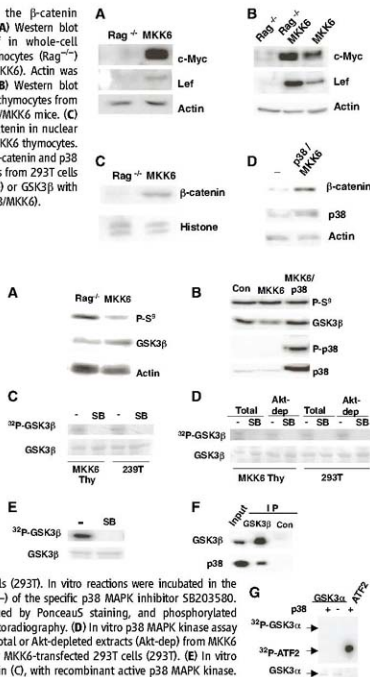 the β-catenin
A) Western blot
in whole-cell
mocytes (Rag⁻/⁻)
KK6). Actin was
B) Western blot
thymocytes from
/MKK6 mice. (C)
tenin in nuclear
KK6 thymocytes.
-catenin and p38
s from 293T cells
) or GSK3β with
8/MKK6).
A
Rag⁻/⁻ MKK6
c-Myc
Lef
Actin
B
Rag⁻/⁻ Rag⁻/⁻ MKK6 MKK6
c-Myc
Lef
Actin
C
Rag⁻/⁻ MKK6
β-catenin
Histone
D
– p38/ MKK6
β-catenin
p38
Actin
A
Rag⁻/⁻ MKK6
P-S⁹
GSK3β
Actin
B
MKK6/
Con MKK6 p38
P-S⁹
GSK3β
P-p38
p38
C
- SB - SB
³²P-GSK3β
GSK3β
MKK6 239T
Thy
D
Akt- Akt-
Total dep Total dep
- SB - SB - SB - SB
³²P-GSK3β
GSK3β
MKK6 Thy 293T
E
- SB
³²P-GSK3β
GSK3β
F
I P
Input GSK3β Con
GSK3β
p38
ls (293T). In vitro reactions were incubated in the
–) of the specific p38 MAPK inhibitor SB203580.
ed by PonceauS staining, and phosphorylated
oradiography. (D) In vitro p38 MAPK kinase assay
otal or Akt-depleted extracts (Akt-dep) from MKK6
MKK6-transfected 293T cells (293T). (E) In vitro
in (C), with recombinant active p38 MAPK kinase.
G
GSK3α ATF2
p38 + - +
³²P-GSK3α
³²P-ATF2
GSK3α